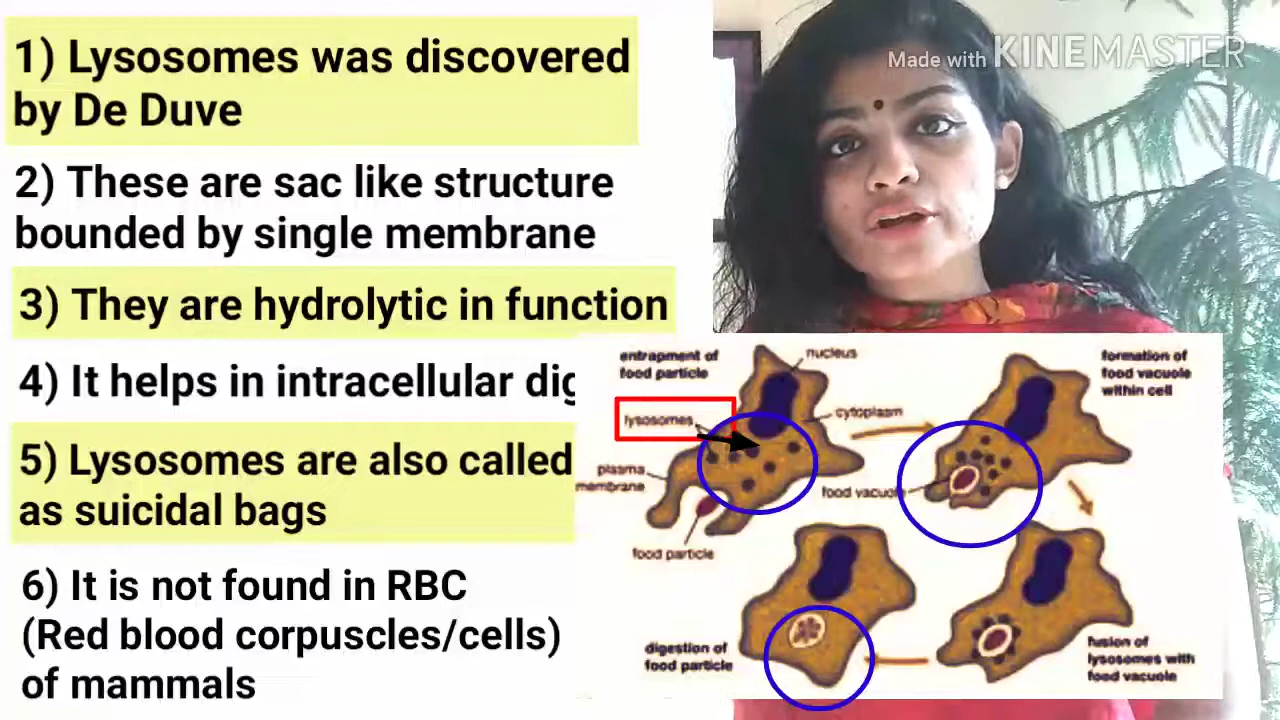 1) Lysosomes was discovered
by De Duve
2) These are sac like structure
bounded by single membrane
3) They are hydrolytic in function
4) It helps in intracellular dig
5) Lysosomes are also called
as suicidal bags
6) It is not found in RBC
(Red blood corpuscles/cells)
of mammals
Made with KINEMASTER
entrapment of
food particle
nucleus
lysosomes
cytoplasm
plasma
membrane
food particle
formation of
food vacuole
within cell
food vacuole
digestion of
food particle
fusion of
lysosomes with
food vacuole